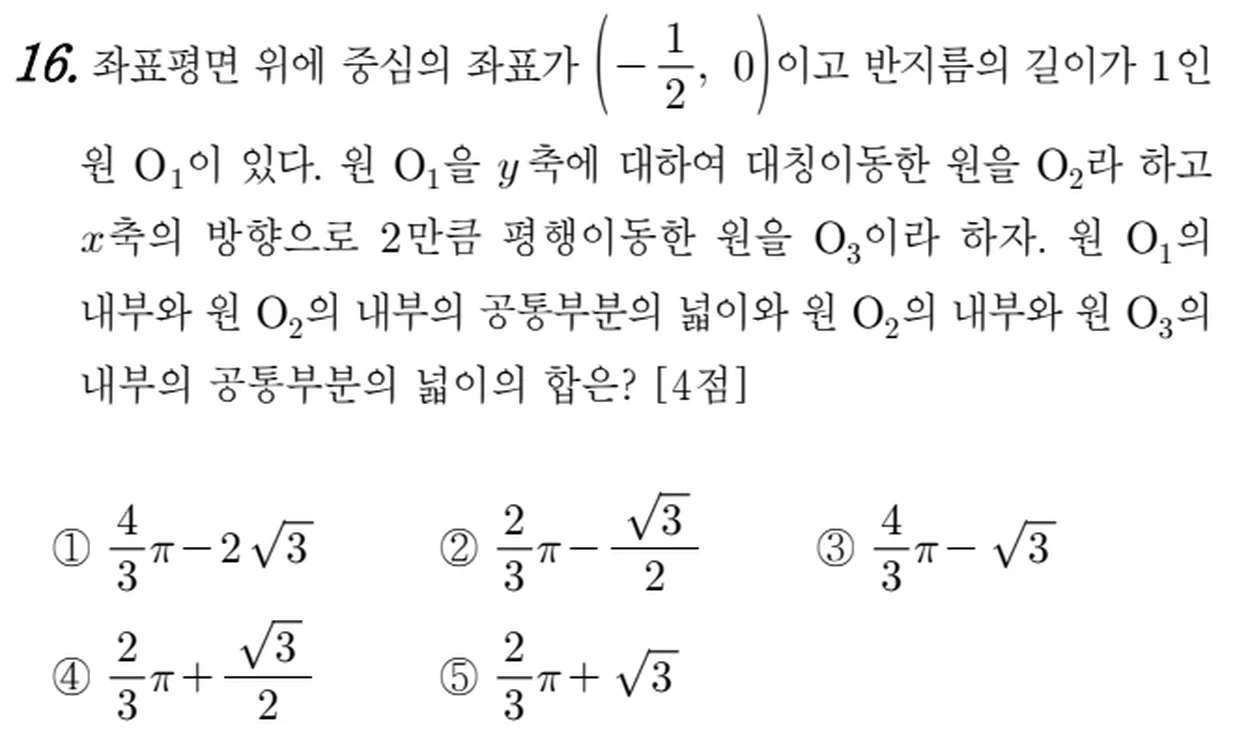 16. 좌표평면 위에 중심의 좌표가 (-1/2, 0)이고 반지름의 길이가 1인
원 O₁이 있다. 원 O₁을 y축에 대하여 대칭이동한 원을 O₂라 하고
x축의 방향으로 2만큼 평행이동한 원을 O₃이라 하자. 원 O₁의
내부와 원 O₂의 내부의 공통부분의 넓이와 원 O₂의 내부와 원 O₃의
내부의 공통부분의 넓이의 합은? [4점]
① 4/3 π - 2√3 ② 2/3 π - √3/2 ③ 4/3 π - √3
④ 2/3 π + √3/2 ⑤ 2/3 π + √3